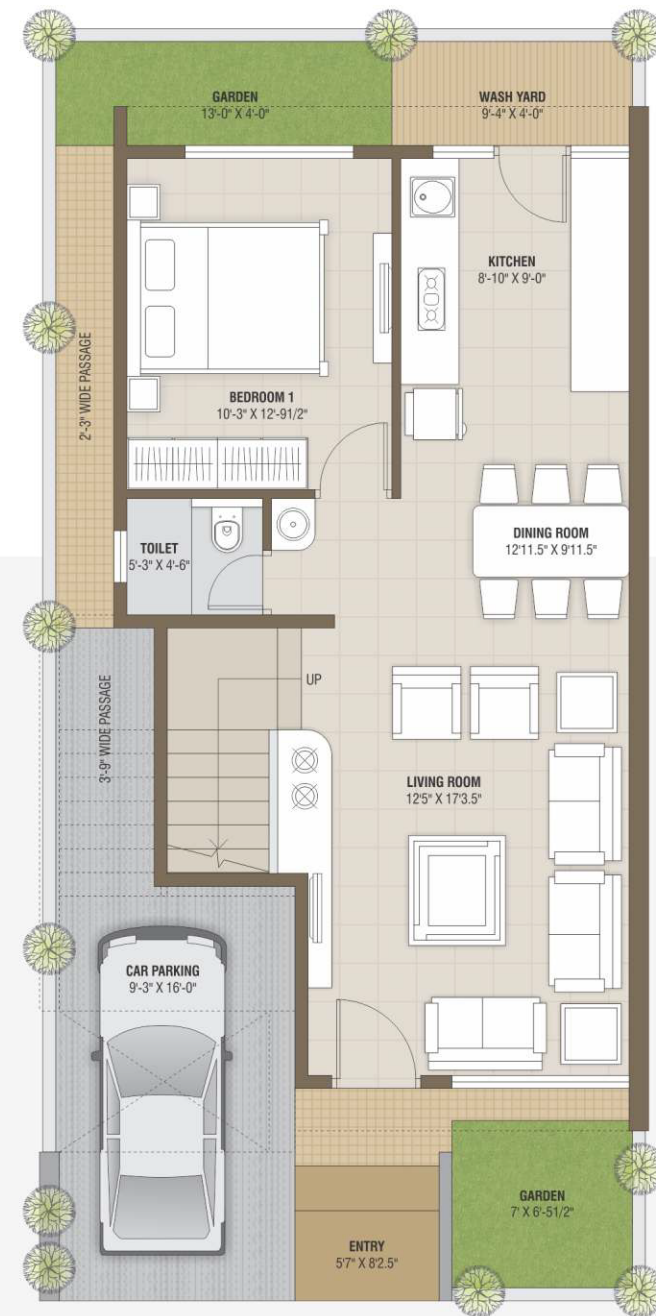 GARDEN
13'-0" X 4'-0"
WASH YARD
9'-4" X 4'-0"
KITCHEN
8'-10" X 9'-0"
2'-3" WIDE PASSAGE
BEDROOM 1
10'-3" X 12'-91/2"
DINING ROOM
12'11.5" X 9'11.5"
TOILET
5'-3" X 4'-6"
UP
3'-9" WIDE PASSAGE
LIVING ROOM
12'5" X 17'3.5"
CAR PARKING
9'-3" X 16'-0"
GARDEN
7' X 6'-51/2"
ENTRY
5'7" X 8'2.5"